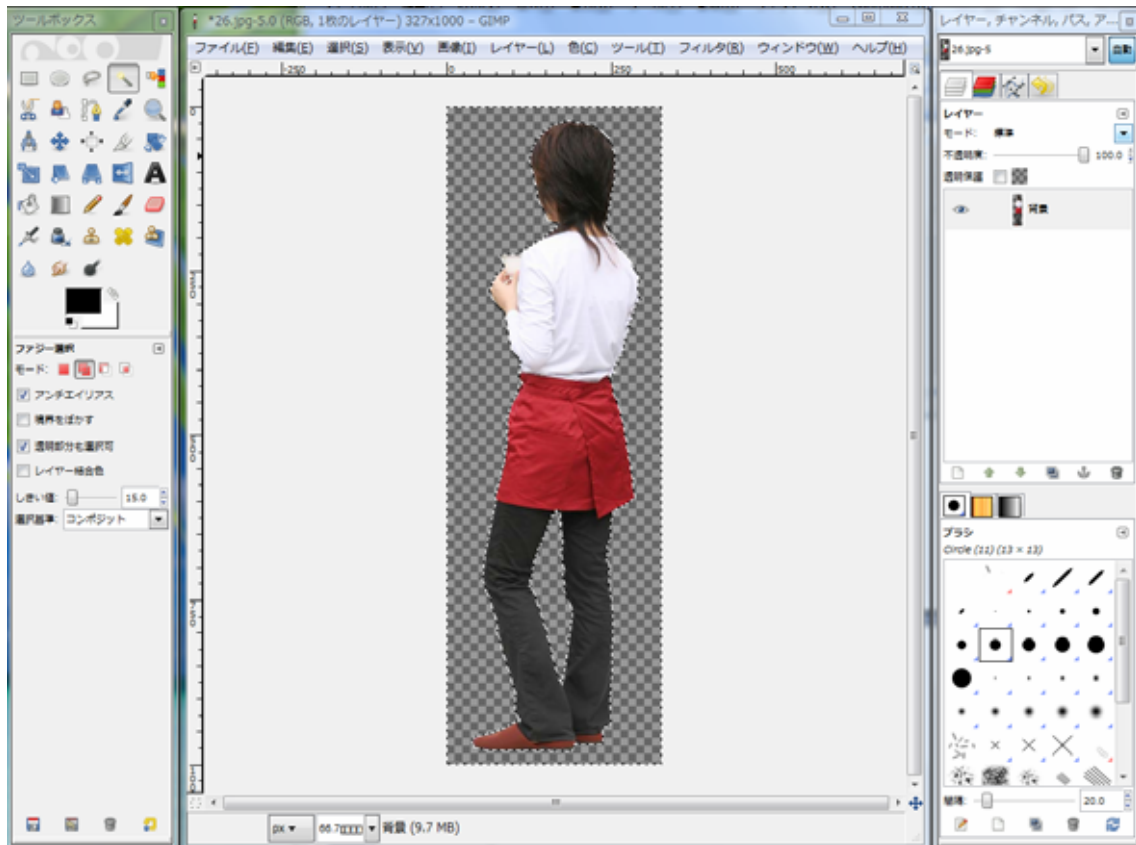 ツールボックス
ファジー選択
モード:
アンチエイリアス
境界をぼかす
透明部分も選択可
レイヤー結合色
しきい値: 15.0
選択基準: コンポジット
*26.jpg-5.0 (RGB, 1枚のレイヤー) 327x1000 – GIMP
ファイル(F) 編集(E) 選択(S) 表示(V) 画像(I) レイヤー(L) 色(C) ツール(T) フィルタ(R) ウィンドウ(W) ヘルプ(H)
-250 0 250 500
px 66.7 背景 (9.7 MB)
レイヤー, チャンネル, パス, ア...
26.jpg-5 自動
レイヤー
モード: 標準
不透明度: 100.0
透明保護
背景
ブラシ
Circle (11) (13 × 13)
間隔: 20.0